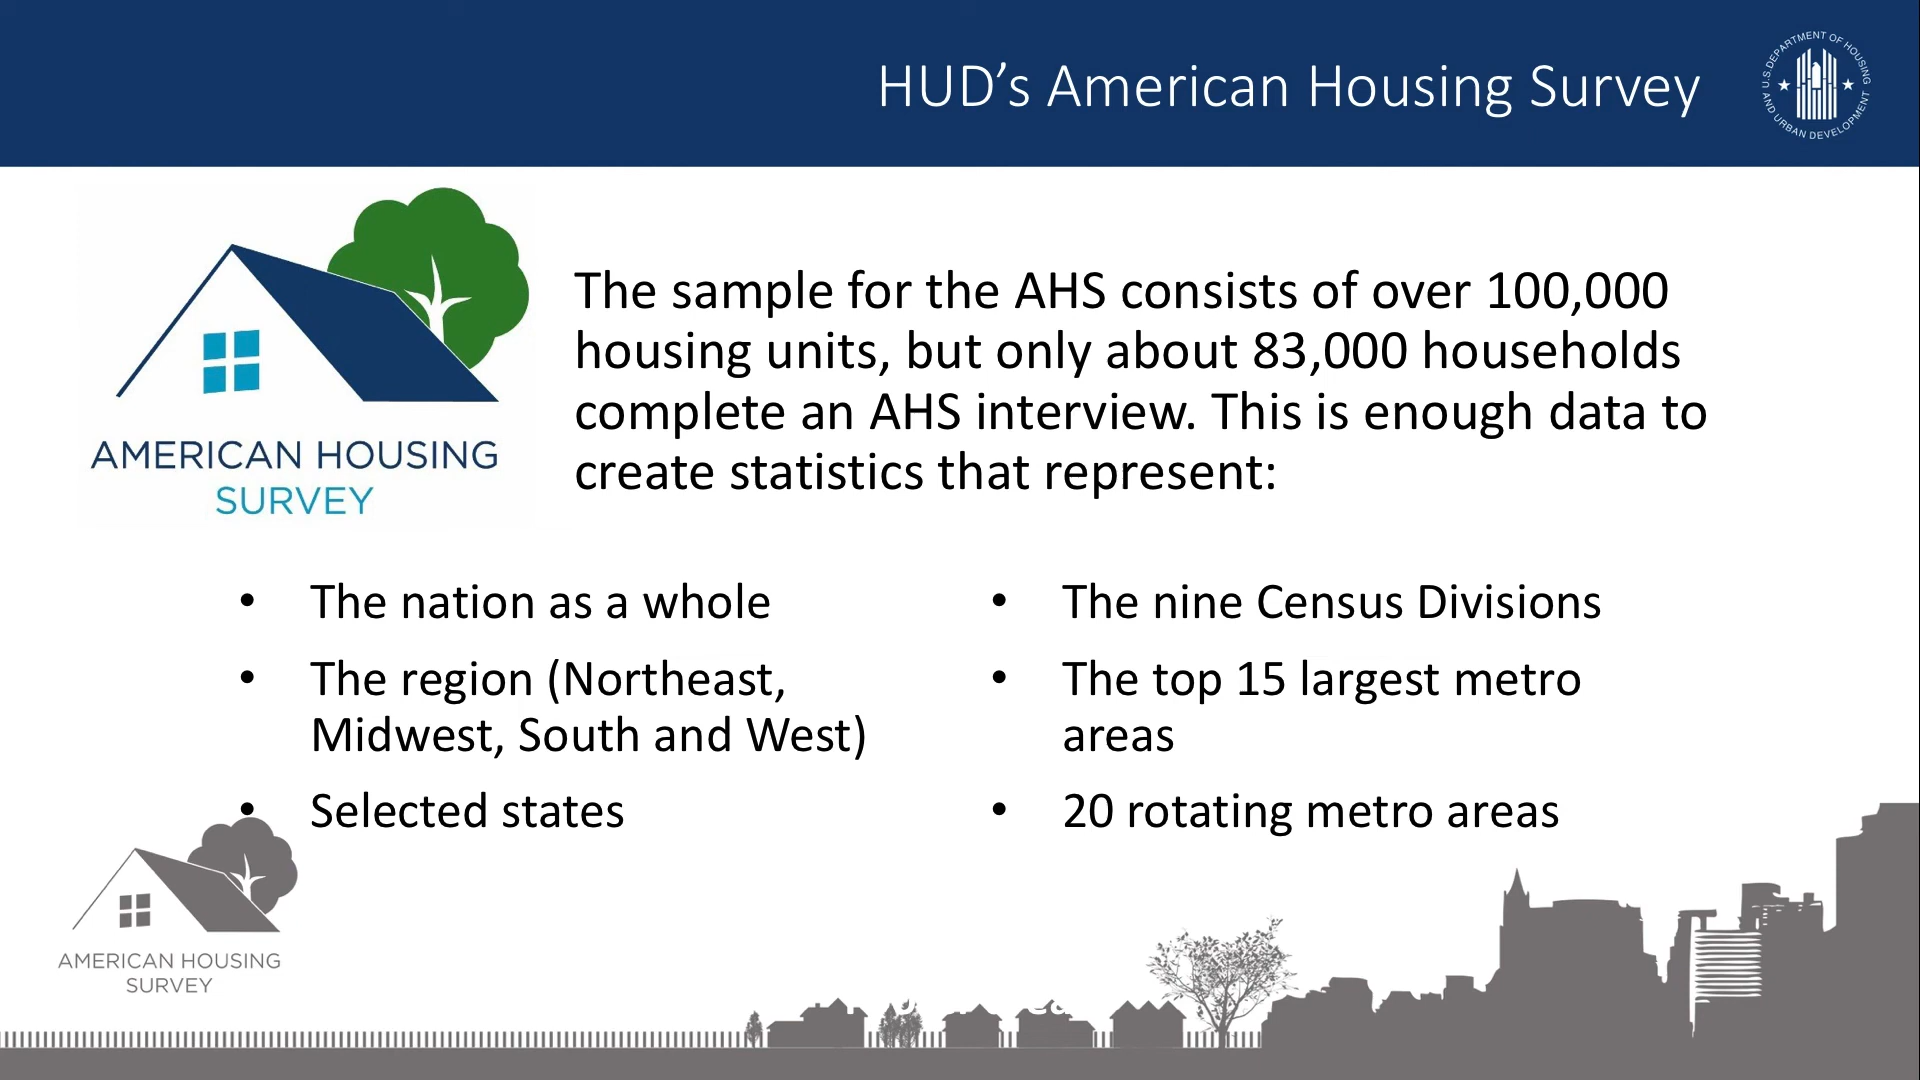 HUD’s American Housing Survey
U.S. DEPARTMENT OF HOUSING AND URBAN DEVELOPMENT
AMERICAN HOUSING
SURVEY
The sample for the AHS consists of over 100,000
housing units, but only about 83,000 households
complete an AHS interview. This is enough data to
create statistics that represent:
• The nation as a whole
• The region (Northeast,
Midwest, South and West)
• Selected states
• The nine Census Divisions
• The top 15 largest metro
areas
• 20 rotating metro areas
AMERICAN HOUSING
SURVEY